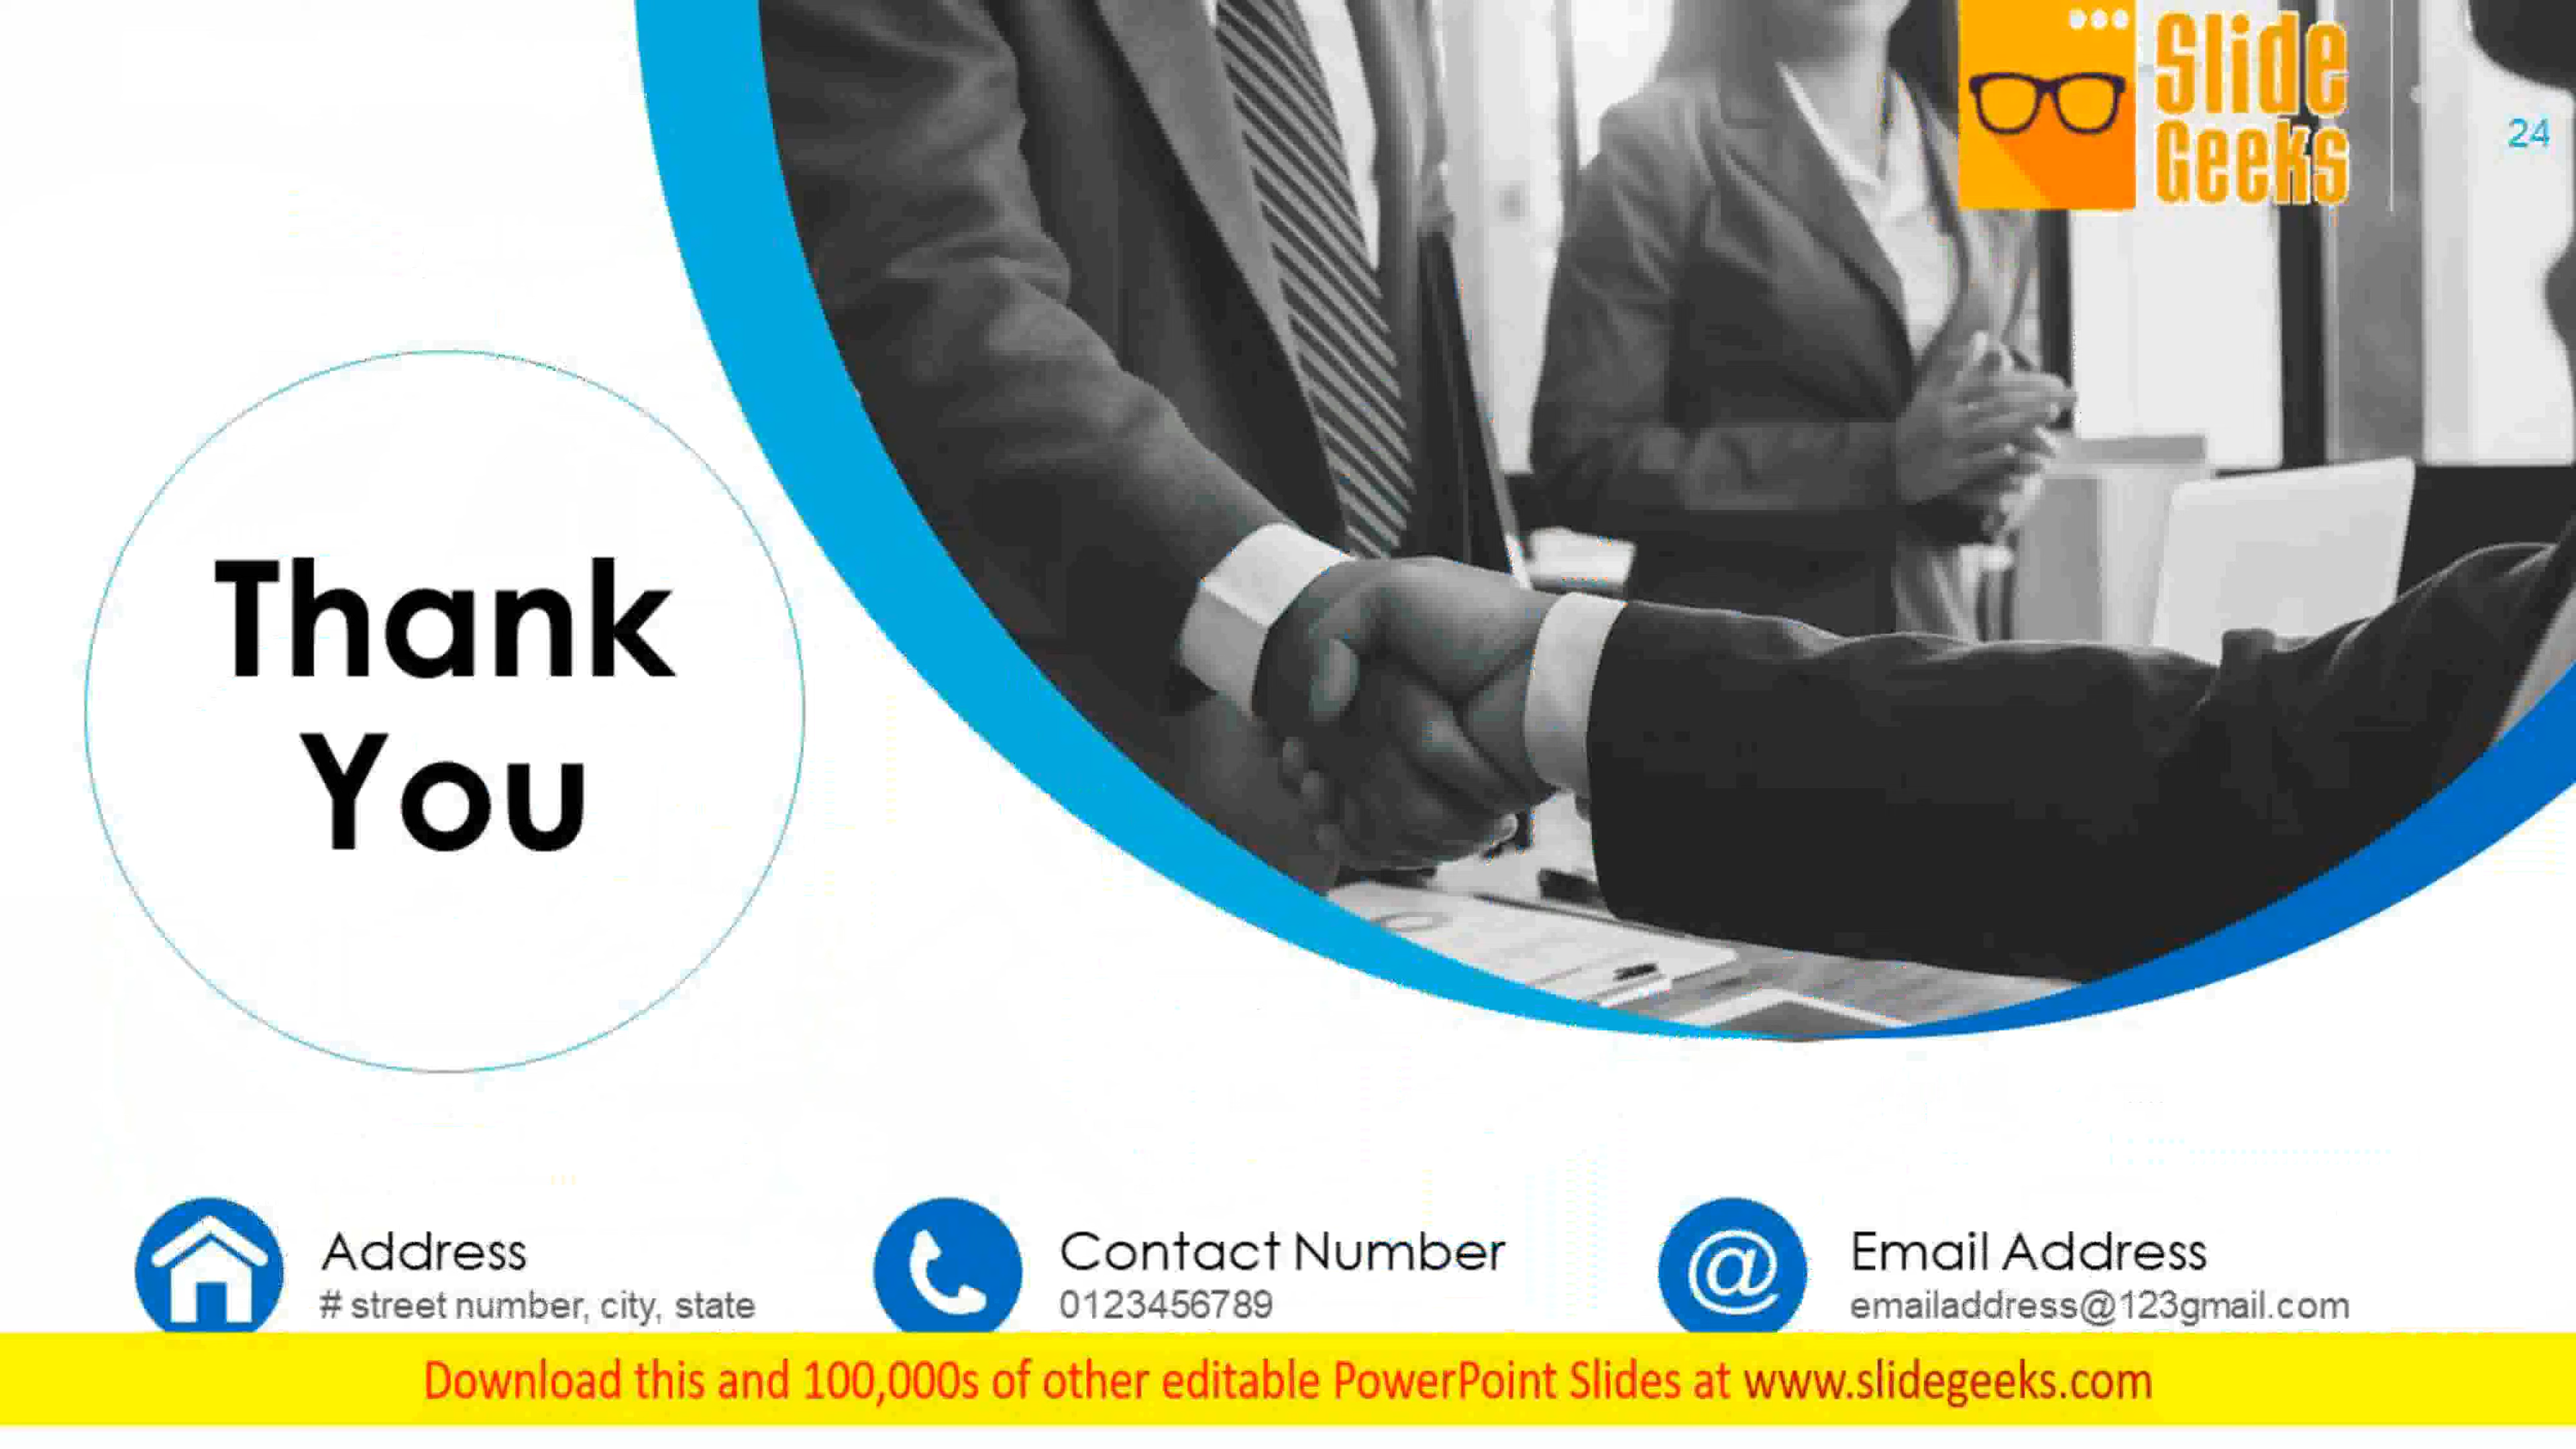 Slide
Geeks
24
Thank
You
Address
# street number, city, state
Contact Number
0123456789
Email Address
emailaddress@123gmail.com
Download this and 100,000s of other editable PowerPoint Slides at www.slidegeeks.com